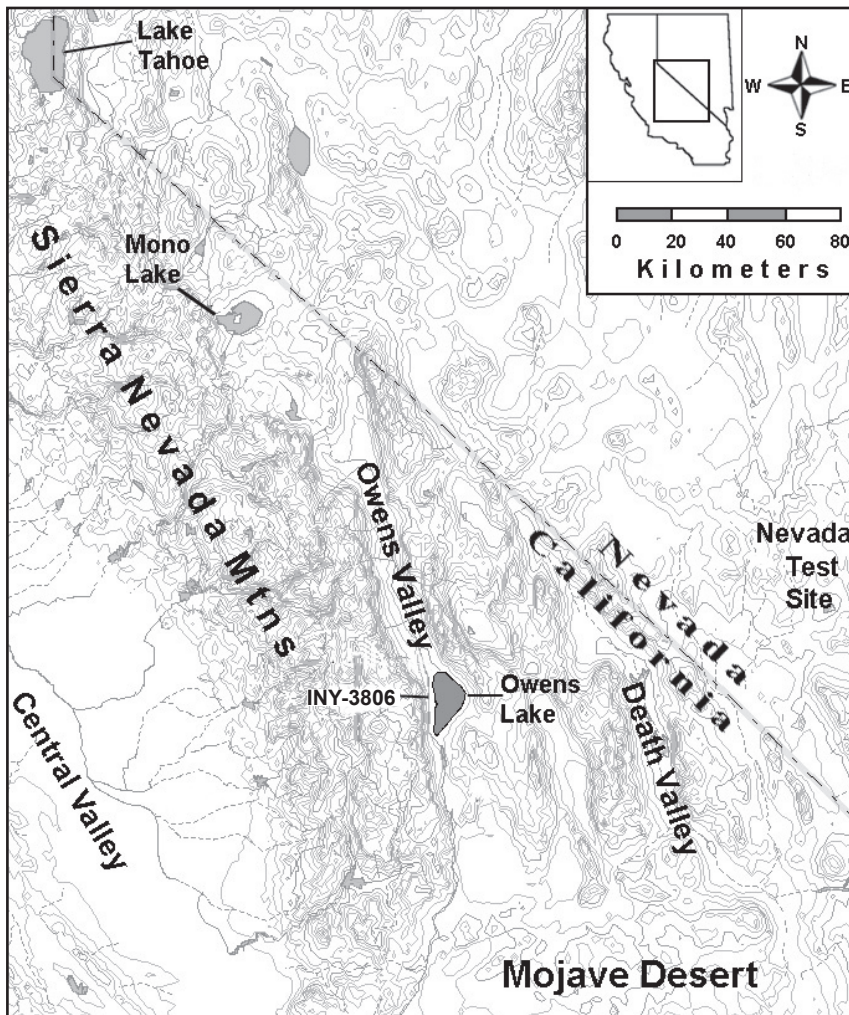 Lake
Tahoe
N
W E
S
0 20 40 60 80
Kilometers
Mono
Lake
Sierra Nevada Mtns
Owens Valley
Nevada
California
Nevada
Test
Site
INY-3806
Owens
Lake
Death Valley
Central Valley
Mojave Desert